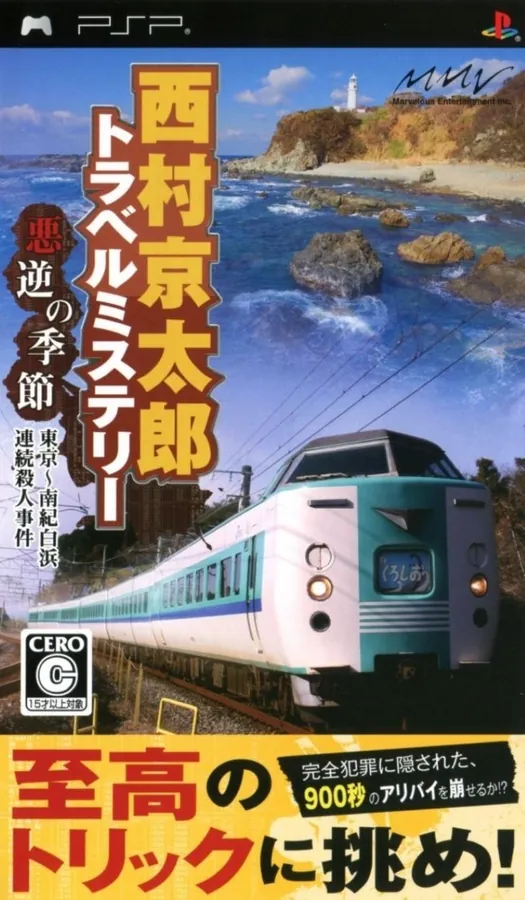 PSP
MMV
Marvelous Entertainment Inc.
西村京太郎
トラベルミステリー
悪逆の季節
東京～南紀白浜
連続殺人事件
くろしお
CERO
C
15才以上対象
完全犯罪に隠された、
900秒のアリバイを崩せるか!?
至高の
トリックに挑め！